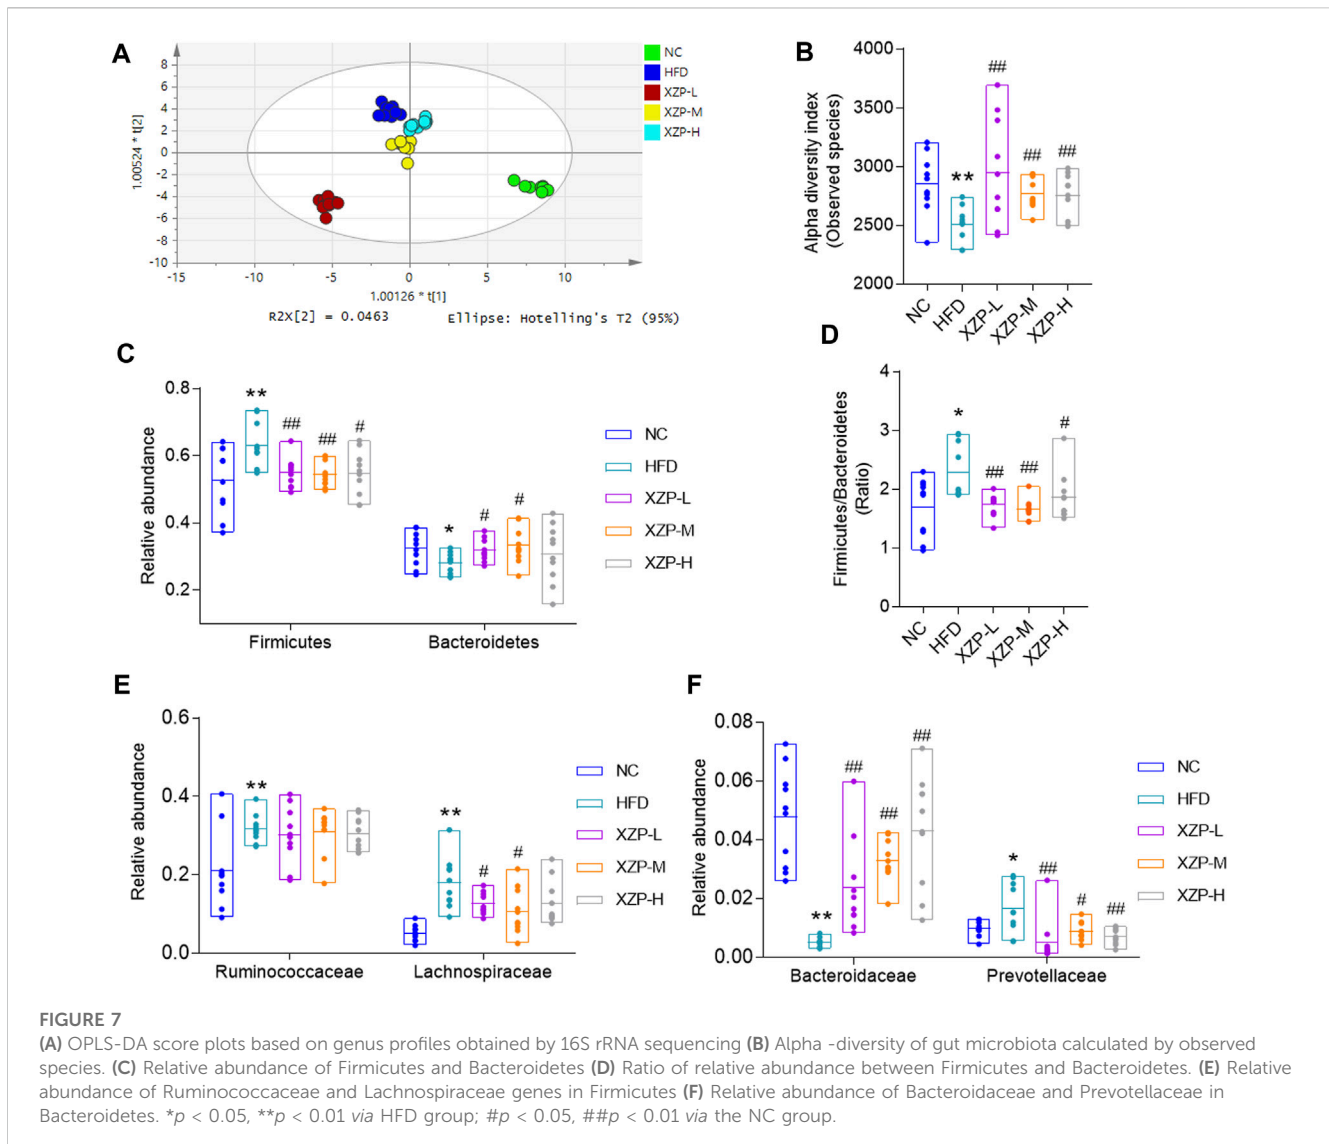 A
8
6
4
2
0
-2
-4
-6
-8
-10
1.00524 * t[2]
-15
-10
-5
0
5
10
1.00126 * t[1]
R2X[2] = 0.0463
Ellipse: Hotelling's T2 (95%)
NC
HFD
XZP-L
XZP-M
XZP-H
B
Alpha diversity index
(Observed species)
4000
3500
3000
2500
2000
**
##
##
##
NC
HFD
XZP-L
XZP-M
XZP-H
C
Relative abundance
0.8
0.6
0.4
0.2
**
##
##
#
*
#
#
Firmicutes
Bacteroidetes
NC
HFD
XZP-L
XZP-M
XZP-H
D
Firmicutes/Bacteroidetes
(Ratio)
4
3
2
1
0
*
##
##
#
NC
HFD
XZP-L
XZP-M
XZP-H
E
Relative abundance
0.6
0.4
0.2
0.0
**
**
#
#
Ruminococcaceae
Lachnospiraceae
NC
HFD
XZP-L
XZP-M
XZP-H
F
Relative abundance
0.08
0.06
0.04
0.02
0.00
**
##
##
##
*
##
#
##
Bacteroidaceae
Prevotellaceae
NC
HFD
XZP-L
XZP-M
XZP-H
FIGURE 7
(A) OPLS-DA score plots based on genus profiles obtained by 16S rRNA sequencing (B) Alpha -diversity of gut microbiota calculated by observed
species. (C) Relative abundance of Firmicutes and Bacteroidetes (D) Ratio of relative abundance between Firmicutes and Bacteroidetes. (E) Relative
abundance of Ruminococcaceae and Lachnospiraceae genes in Firmicutes (F) Relative abundance of Bacteroidaceae and Prevotellaceae in
Bacteroidetes. *p < 0.05, **p < 0.01 via HFD group; #p < 0.05, ##p < 0.01 via the NC group.